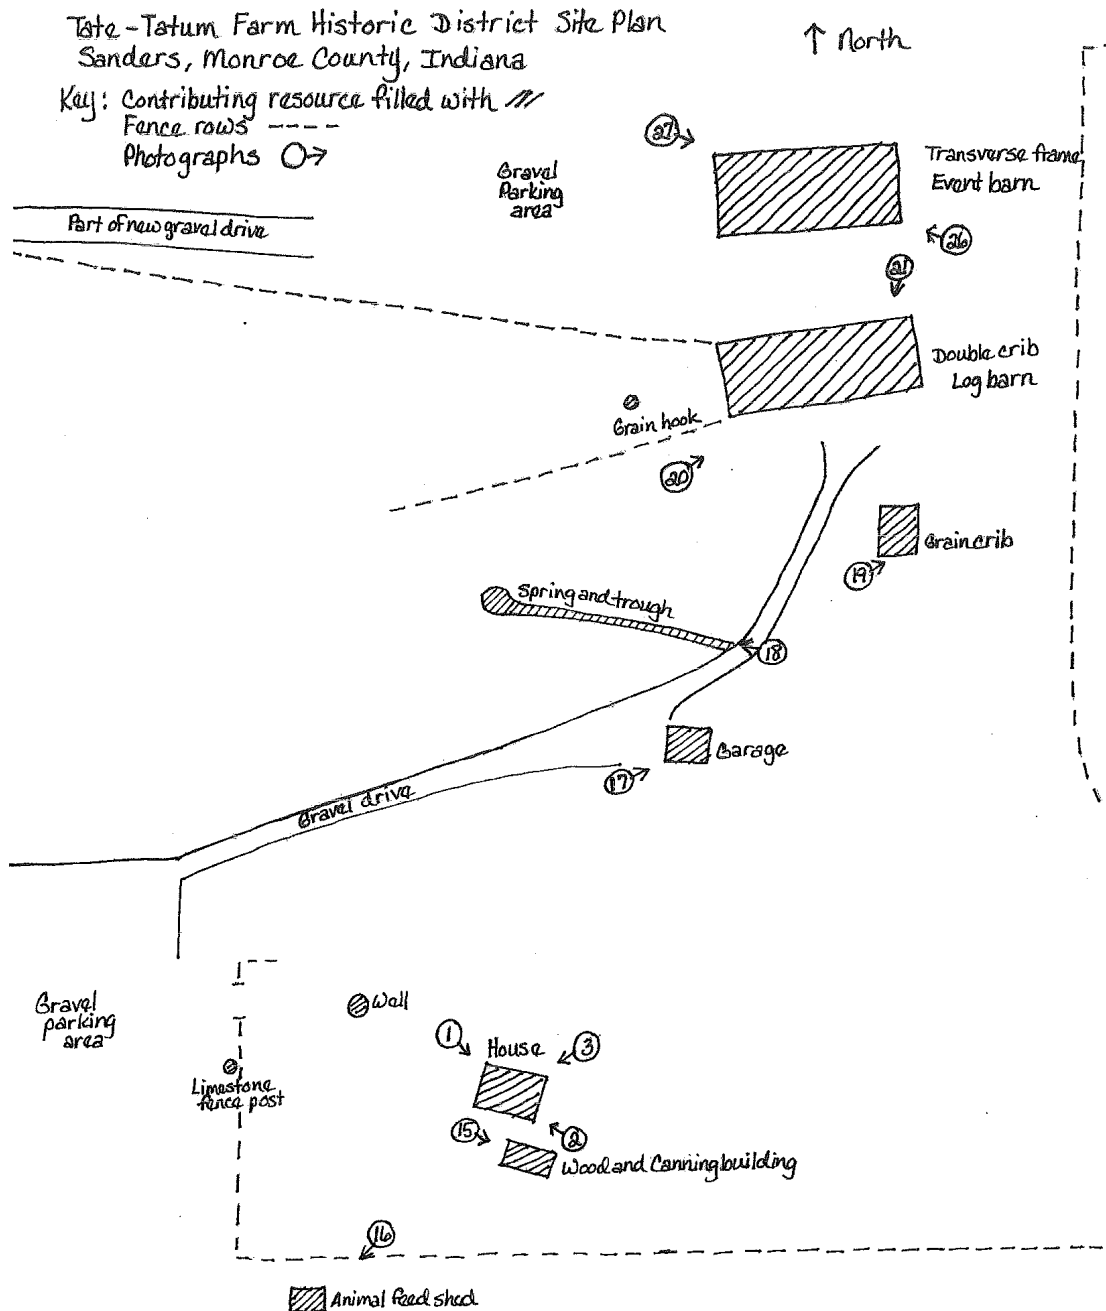 Tate-Tatum Farm Historic District Site Plan
Sanders, Monroe County, Indiana
↑ North
Key: Contributing resource filled with
Fence rows ----
Photographs
27
Gravel
Parking
area
Transverse frame
Event barn
Part of new gravel drive
26
21
Double crib
Log barn
Grain hook
20
Grain crib
19
Spring and trough
18
Garage
17
Gravel drive
Gravel
parking
area
Well
1
House
3
Limestone
fence post
15
2
Wood and Canning building
16
Animal feed shed